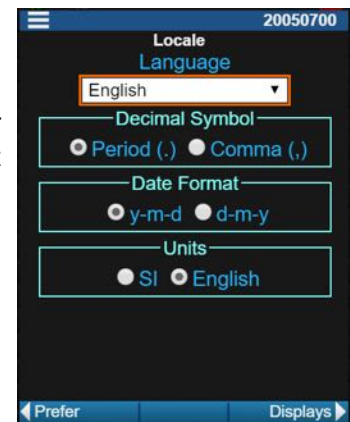 20050700
Locale
Language
English
Decimal Symbol
Period (.) Comma (,)
Date Format
y-m-d d-m-y
Units
SI English
Prefer Displays